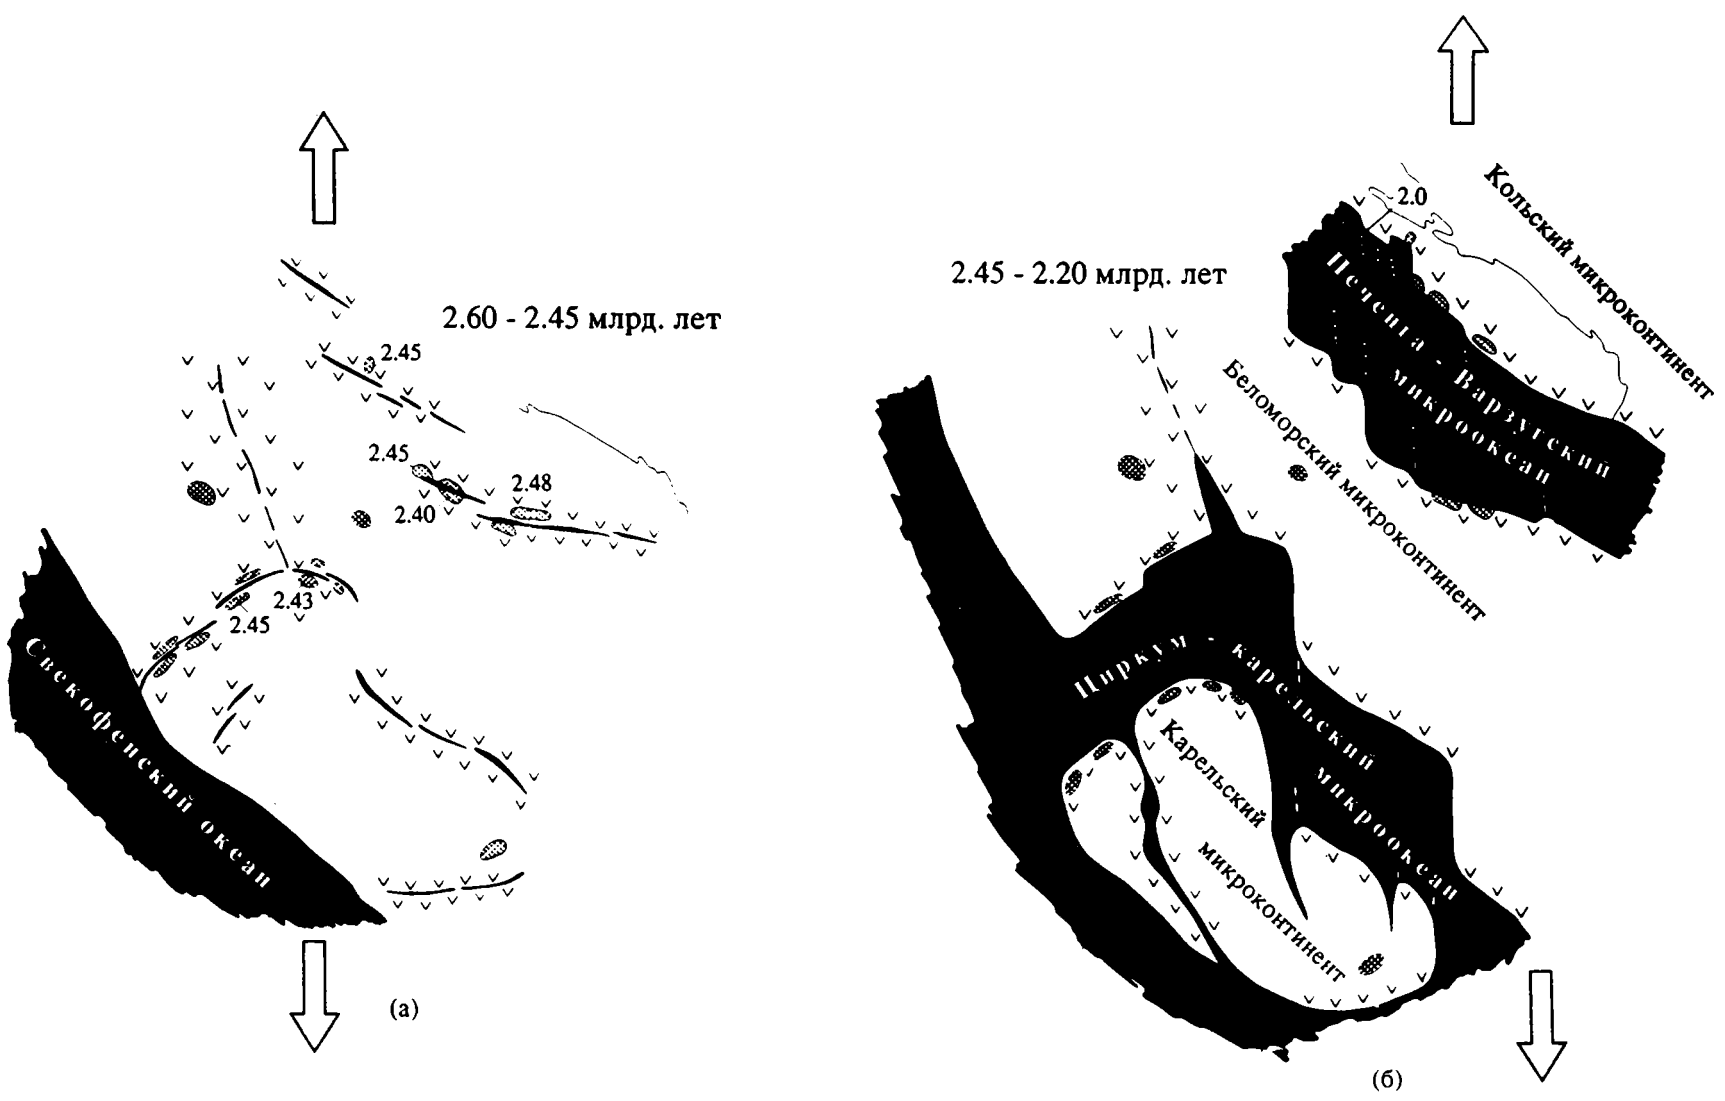 2.60 - 2.45 млрд. лет
2.45
2.45
2.48
2.40
2.43
2.45
Свекофенский океан
(а)
2.45 - 2.20 млрд. лет
2.0
Кольский микроконтинент
Печенга - Варзугский
микроокеан
Беломорский микроконтинент
Циркум - карельский
микроокеан
Карельский
микроконтинент
(б)